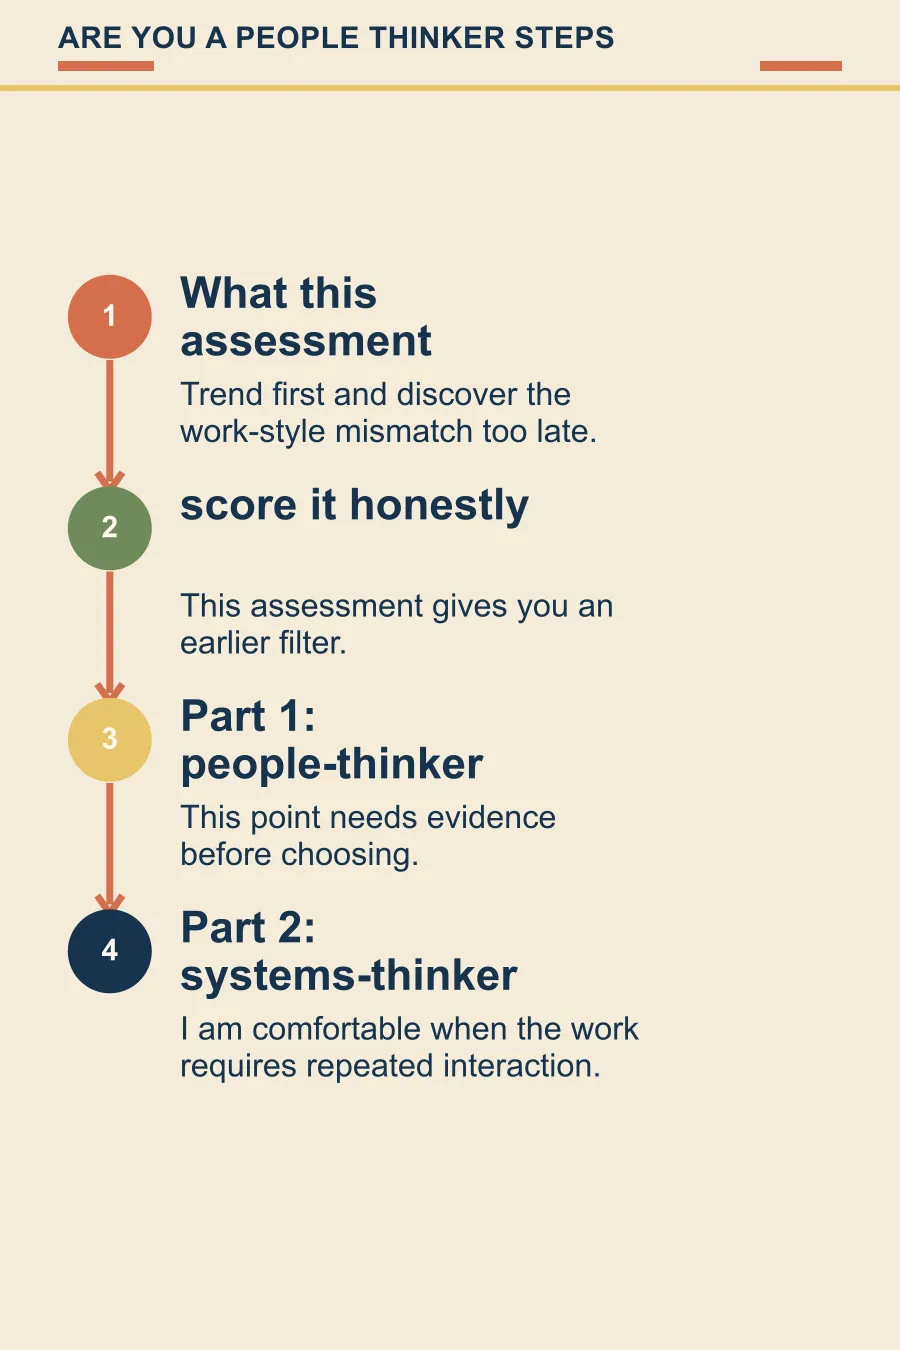 ARE YOU A PEOPLE THINKER STEPS
1
What this
assessment
Trend first and discover the
work-style mismatch too late.
2
score it honestly
This assessment gives you an
earlier filter.
3
Part 1:
people-thinker
This point needs evidence
before choosing.
4
Part 2:
systems-thinker
I am comfortable when the work
requires repeated interaction.